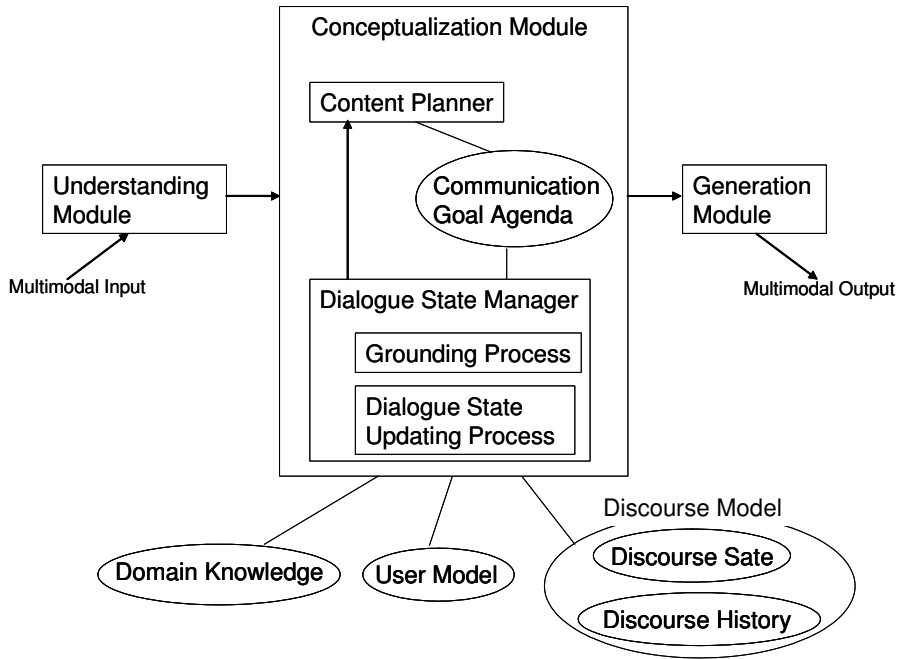 Conceptualization Module
Content Planner
Understanding
Module
Communication
Goal Agenda
Generation
Module
Multimodal Input
Multimodal Output
Dialogue State Manager
Grounding Process
Dialogue State
Updating Process
Discourse Model
Domain Knowledge
User Model
Discourse Sate
Discourse History